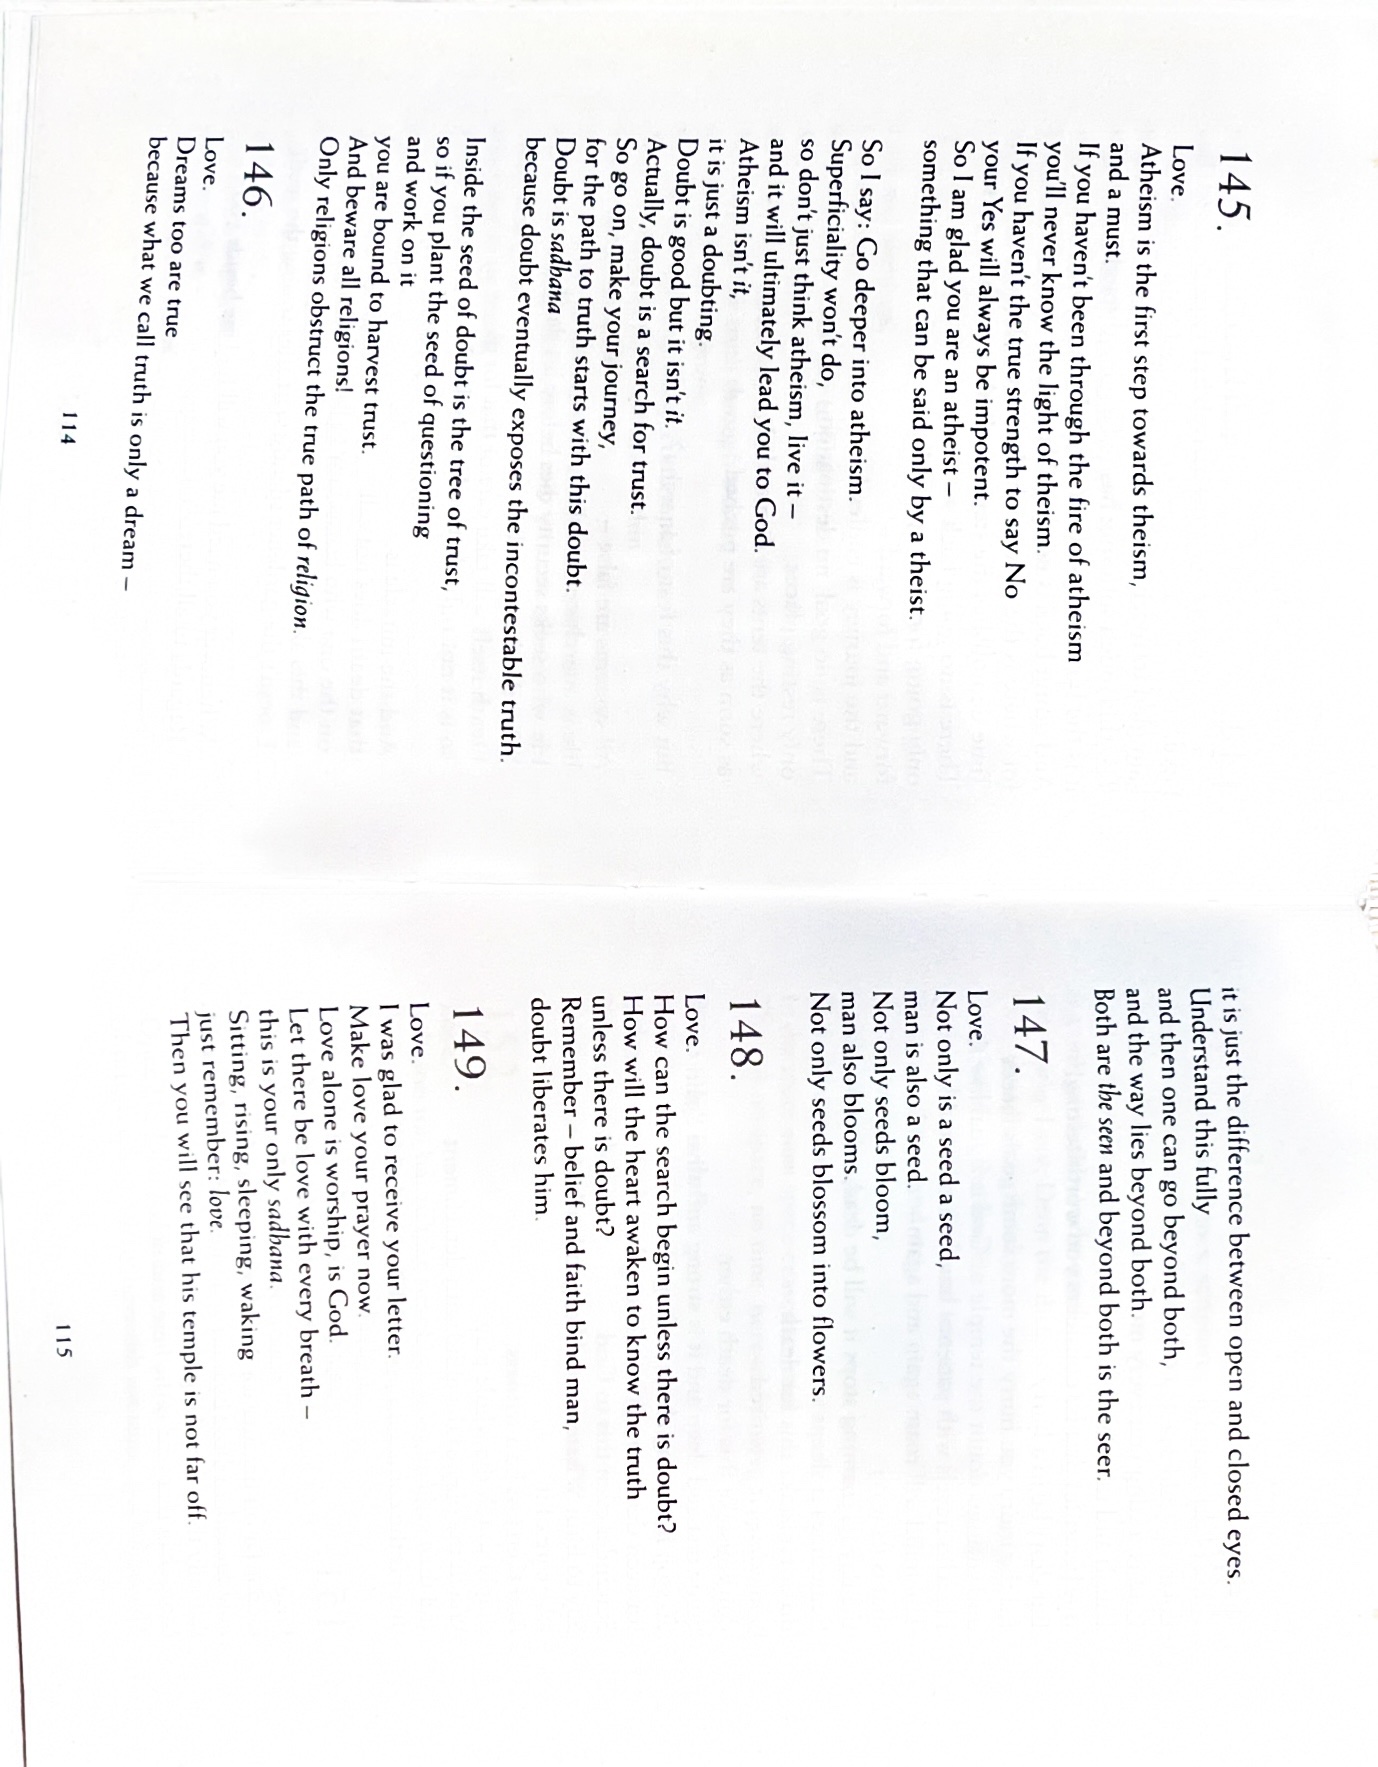 145.
Love.
Atheism is the first step towards theism,
and a must.
If you haven't been through the fire of atheism
you'll never know the light of theism.
If you haven't the true strength to say No
your Yes will always be impotent.
So I am glad you are an atheist –
something that can be said only by a theist.
So I say: Go deeper into atheism.
Superficiality won't do,
so don't just think atheism, live it –
and it will ultimately lead you to God.
Atheism isn't it,
it is just a doubting.
Doubt is good but it isn't it.
Actually, doubt is a search for trust.
So go on, make your journey,
for the path to truth starts with this doubt.
Doubt is sadhana
because doubt eventually exposes the incontestable truth.
Inside the seed of doubt is the tree of trust,
so if you plant the seed of questioning
and work on it
you are bound to harvest trust.
And beware all religions!
Only religions obstruct the true path of religion.
146.
Love.
Dreams too are true
because what we call truth is only a dream –
114
it is just the difference between open and closed eyes.
Understand this fully
and then one can go beyond both,
and the way lies beyond both.
Both are the seen and beyond both is the seer.
147.
Love.
Not only is a seed a seed,
man is also a seed.
Not only seeds bloom,
man also blooms.
Not only seeds blossom into flowers.
148.
Love.
How can the search begin unless there is doubt?
How will the heart awaken to know the truth
unless there is doubt?
Remember – belief and faith bind man,
doubt liberates him.
149.
Love.
I was glad to receive your letter.
Make love your prayer now.
Love alone is worship, is God.
Let there be love with every breath –
this is your only sadhana.
Sitting, rising, sleeping, waking
just remember: love.
Then you will see that his temple is not far off.
115